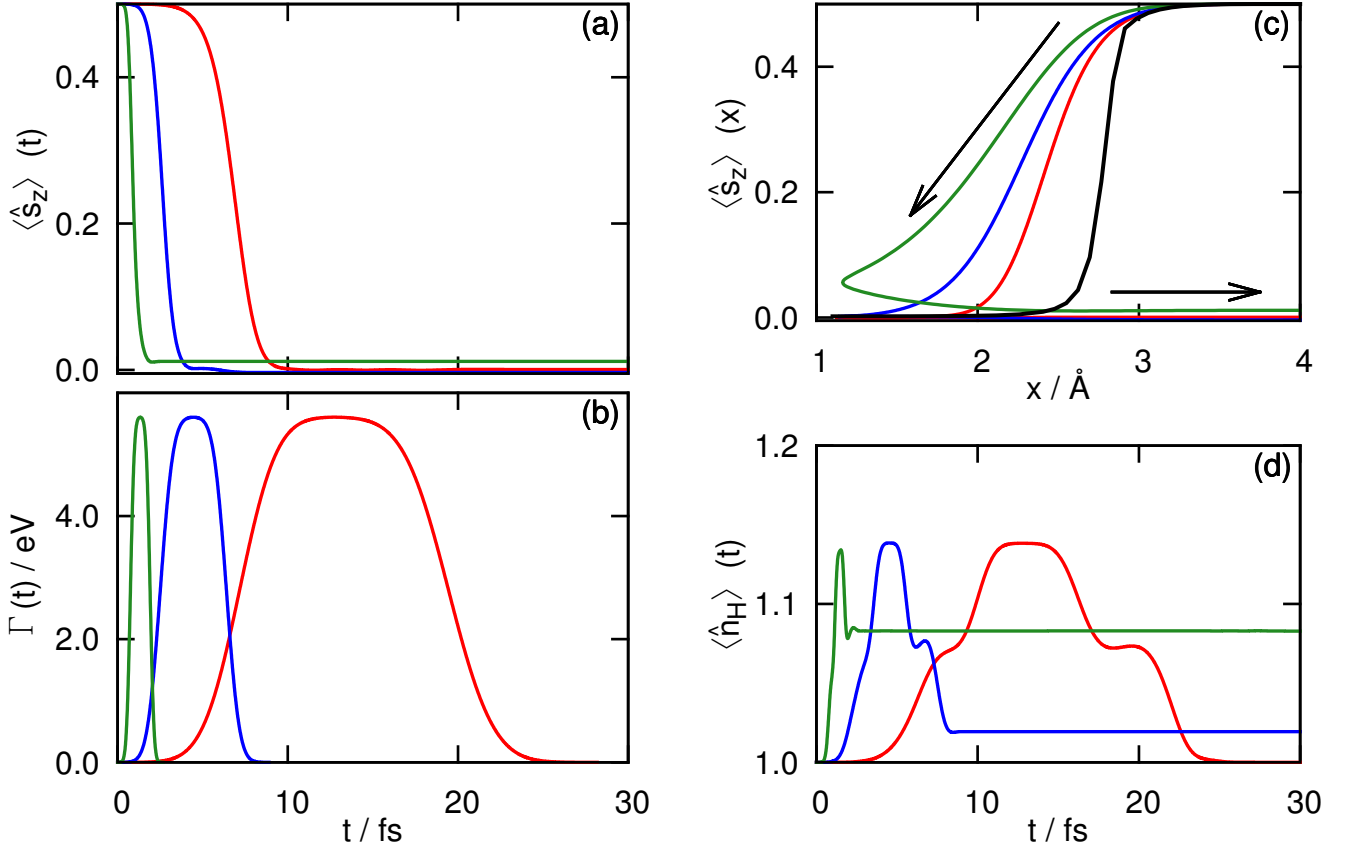 (a)
0.4
0.2
0.0
⟨ŝz⟩ (t)
(b)
4.0
2.0
0.0
Γ (t) / eV
0 10 20 30
t / fs
(c)
0.4
0.2
0.0
⟨ŝz⟩ (x)
1 2 3 4
x / Å
(d)
1.2
1.1
1.0
⟨n̂H⟩ (t)
0 10 20 30
t / fs